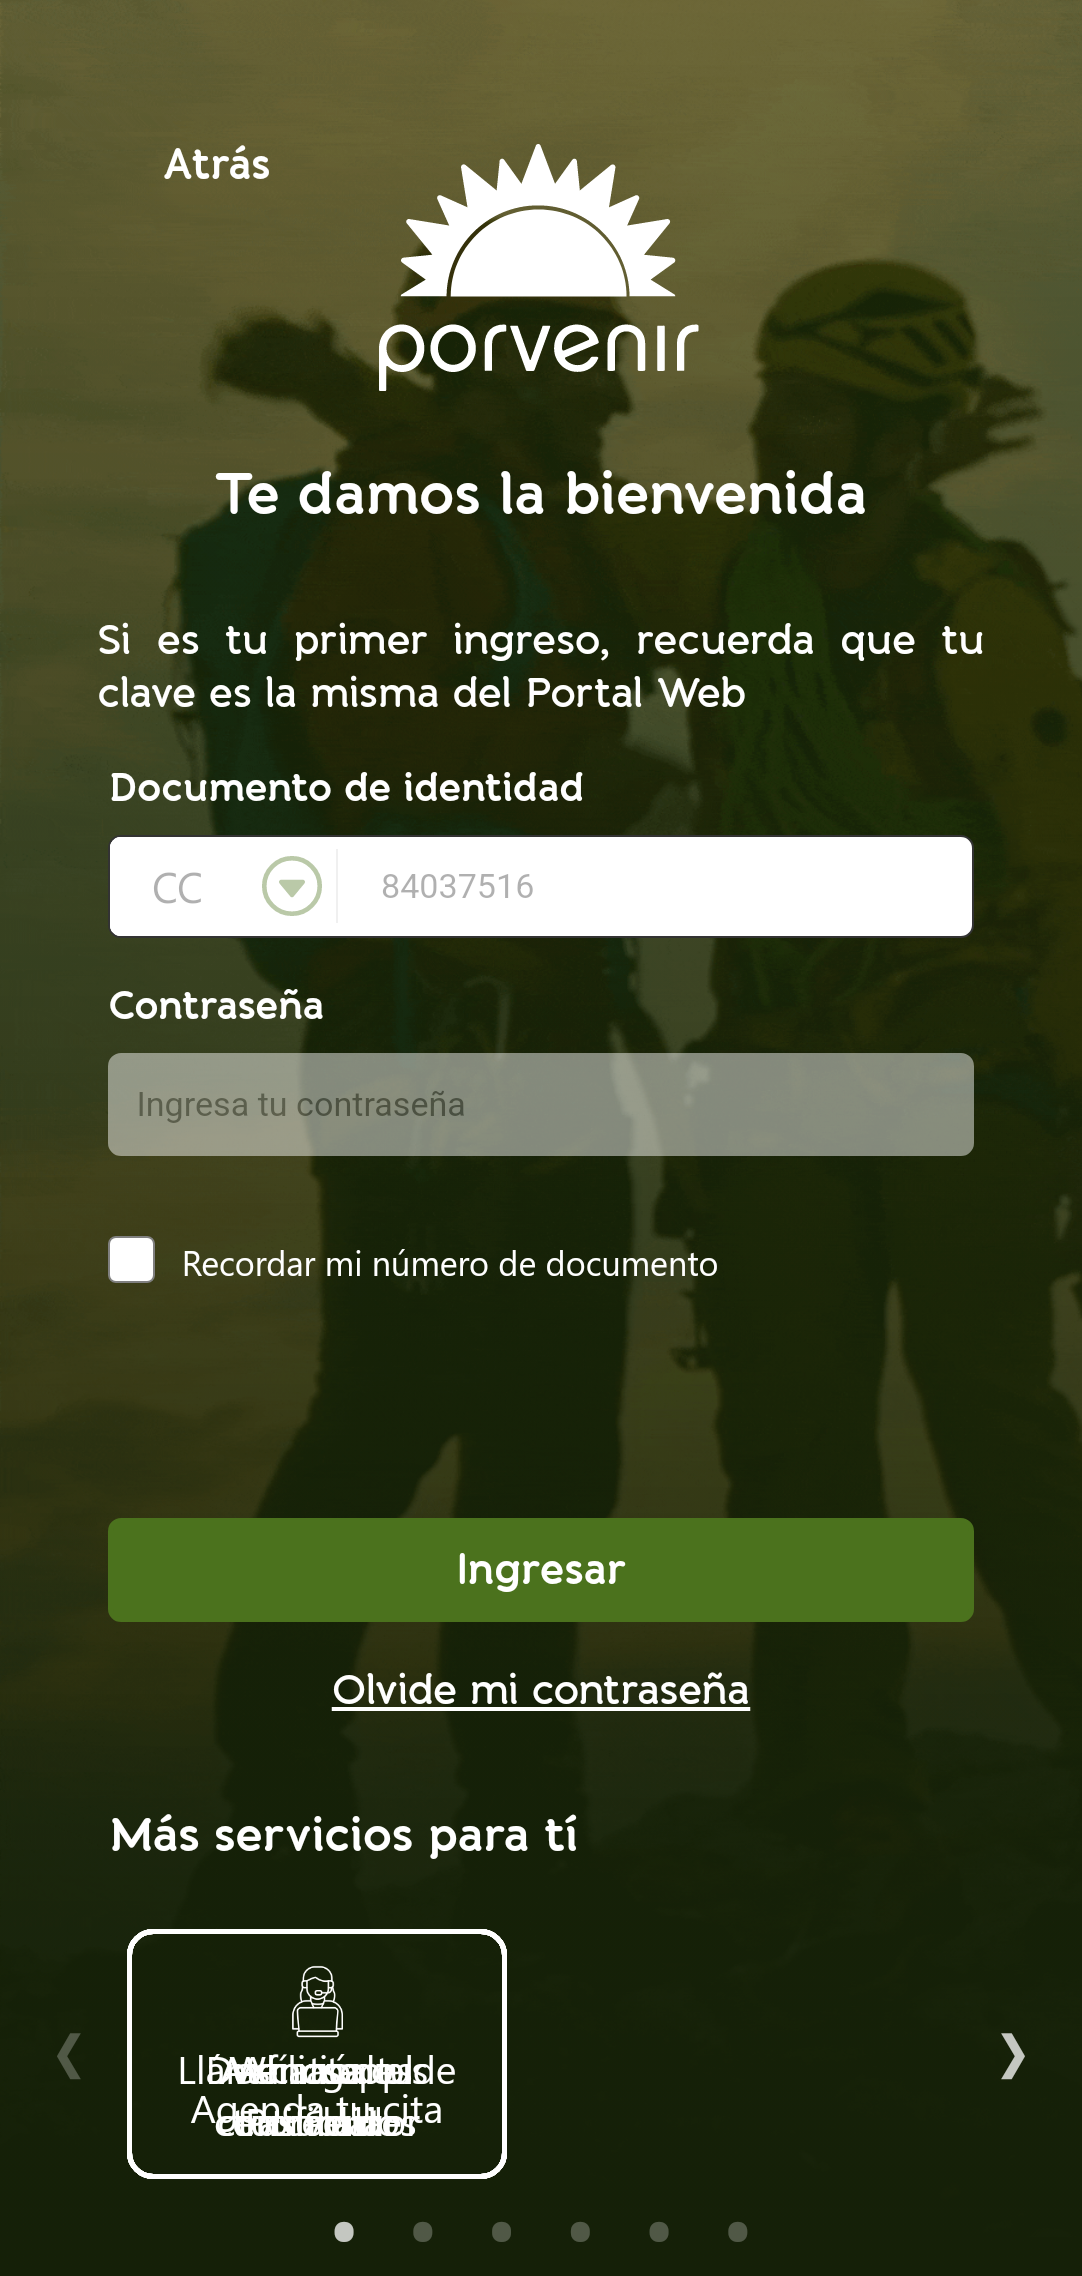 Atrás
porvenir
Te damos la bienvenida
Si es tu primer ingreso, recuerda que tu
clave es la misma del Portal Web
Documento de identidad
CC
84037516
Contraseña
Ingresa tu contraseña
Recordar mi número de documento
Ingresar
Olvide mi contraseña
Más servicios para tí
Agenda tu cita